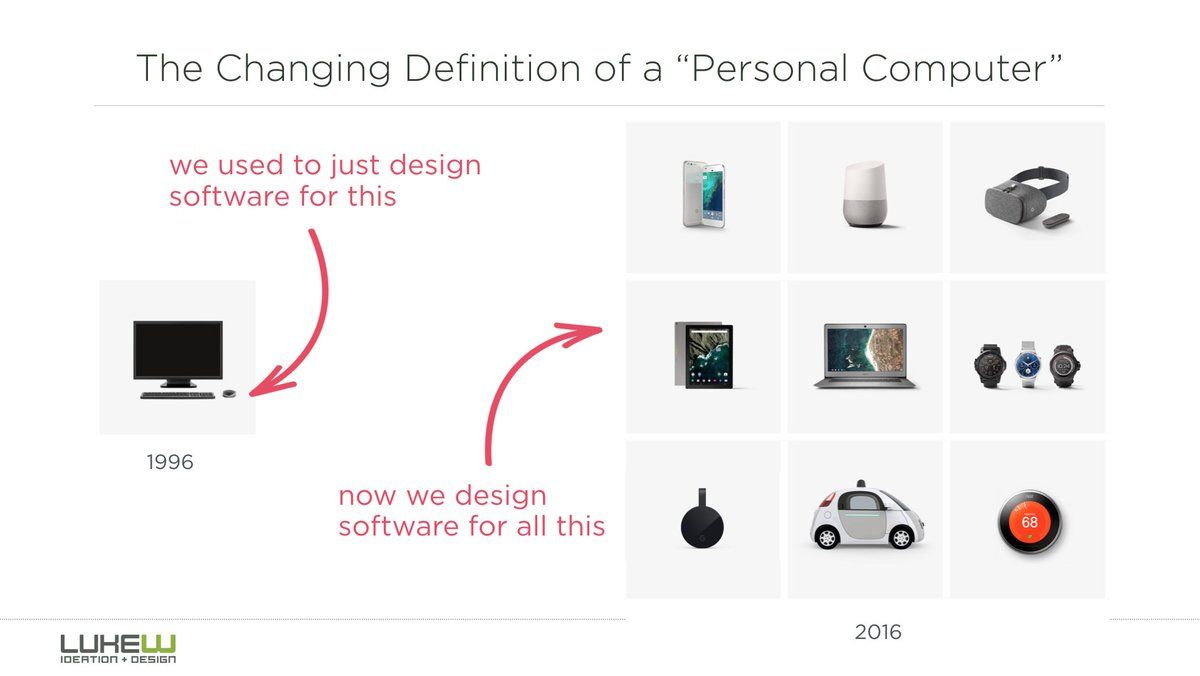 The Changing Definition of a “Personal Computer”
we used to just design
software for this
1996
now we design
software for all this
68
2016
LUKEW
IDEATION + DESIGN